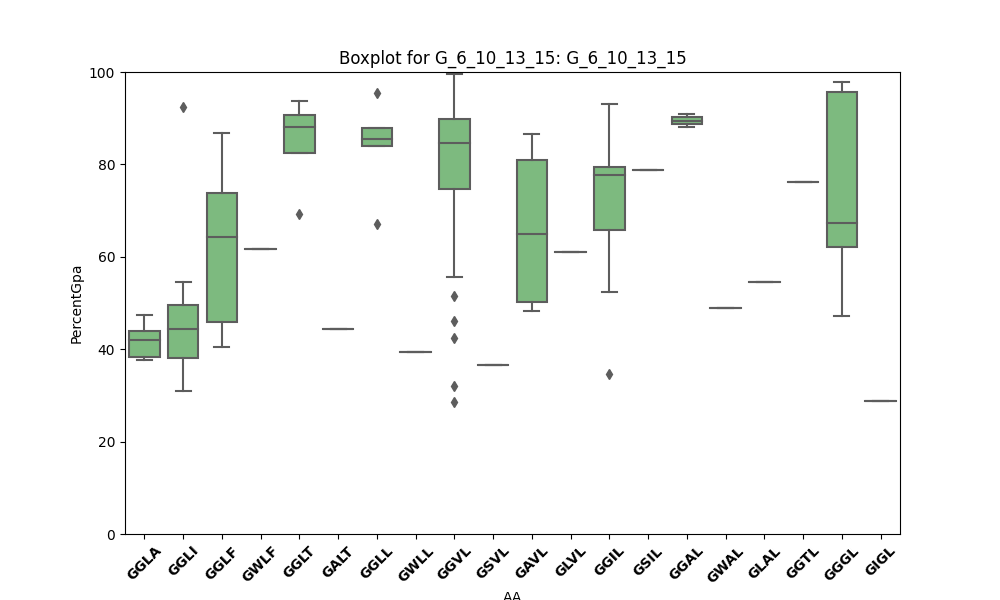 Boxplot for G_6_10_13_15: G_6_10_13_15
PercentGpa
100
80
60
40
20
0
GGLA
GGLI
GGLF
GWLF
GGLT
GALT
GGLL
GWLL
GGVL
GSVL
GAVL
GLVL
GGIL
GSIL
GGAL
GWAL
GLAL
GGTL
GGGL
GIGL
AA